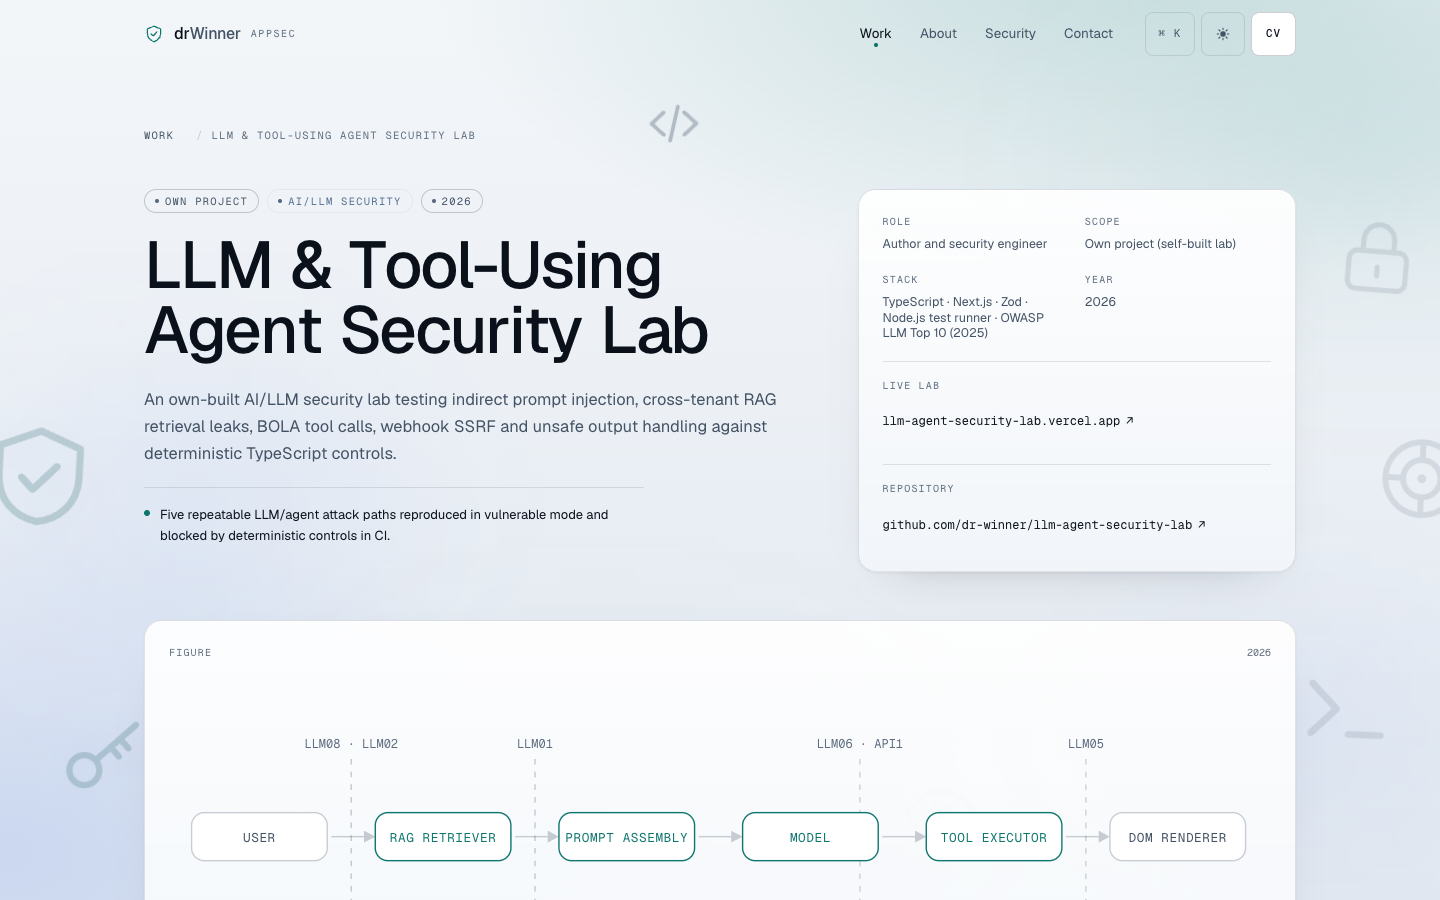 drWinner APPSEC
Work About Security Contact ⌘ K CV
WORK / LLM & TOOL-USING AGENT SECURITY LAB
OWN PROJECT AI/LLM SECURITY 2026
LLM & Tool-Using
Agent Security Lab
An own-built AI/LLM security lab testing indirect prompt injection, cross-tenant RAG
retrieval leaks, BOLA tool calls, webhook SSRF and unsafe output handling against
deterministic TypeScript controls.
Five repeatable LLM/agent attack paths reproduced in vulnerable mode and
blocked by deterministic controls in CI.
ROLE
Author and security engineer
SCOPE
Own project (self-built lab)
STACK
TypeScript · Next.js · Zod ·
Node.js test runner · OWASP
LLM Top 10 (2025)
YEAR
2026
LIVE LAB
llm-agent-security-lab.vercel.app ↗
REPOSITORY
github.com/dr-winner/llm-agent-security-lab ↗
FIGURE 2026
LLM08 · LLM02 LLM01 LLM06 · API1 LLM05
USER RAG RETRIEVER PROMPT ASSEMBLY MODEL TOOL EXECUTOR DOM RENDERER